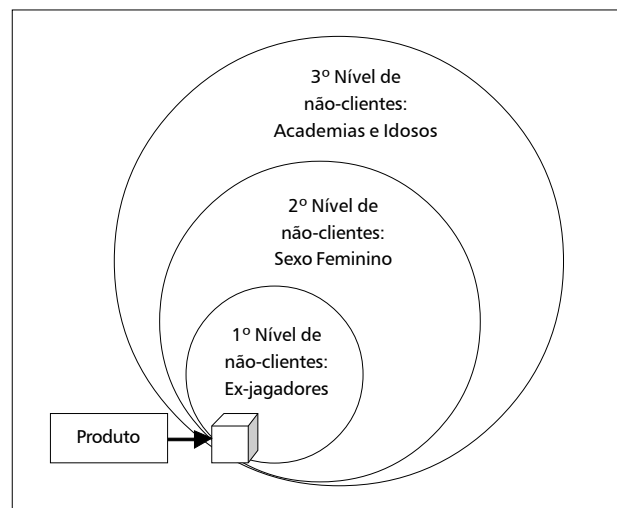 3º Nível de
não-clientes:
Academias e Idosos
2º Nível de
não-clientes:
Sexo Feminino
1º Nível de
não-clientes:
Ex-jagadores
Produto